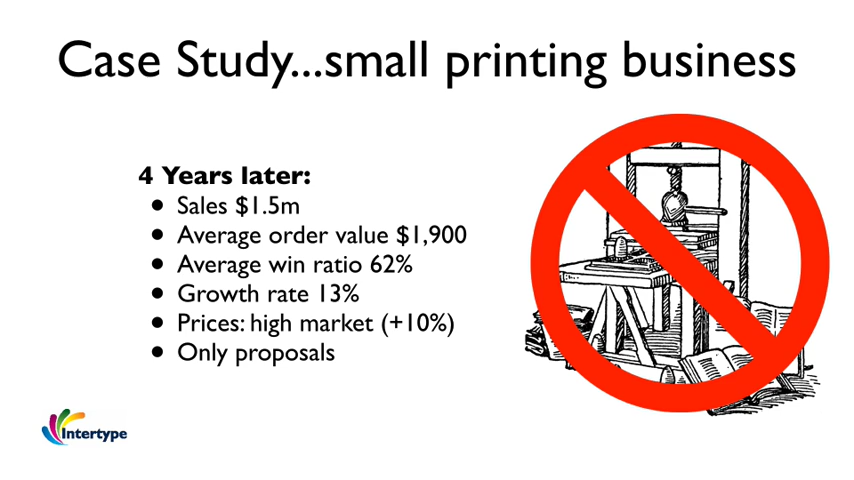 Case Study...small printing business
4 Years later:
• Sales $1.5m
• Average order value $1,900
• Average win ratio 62%
• Growth rate 13%
• Prices: high market (+10%)
• Only proposals
Intertype